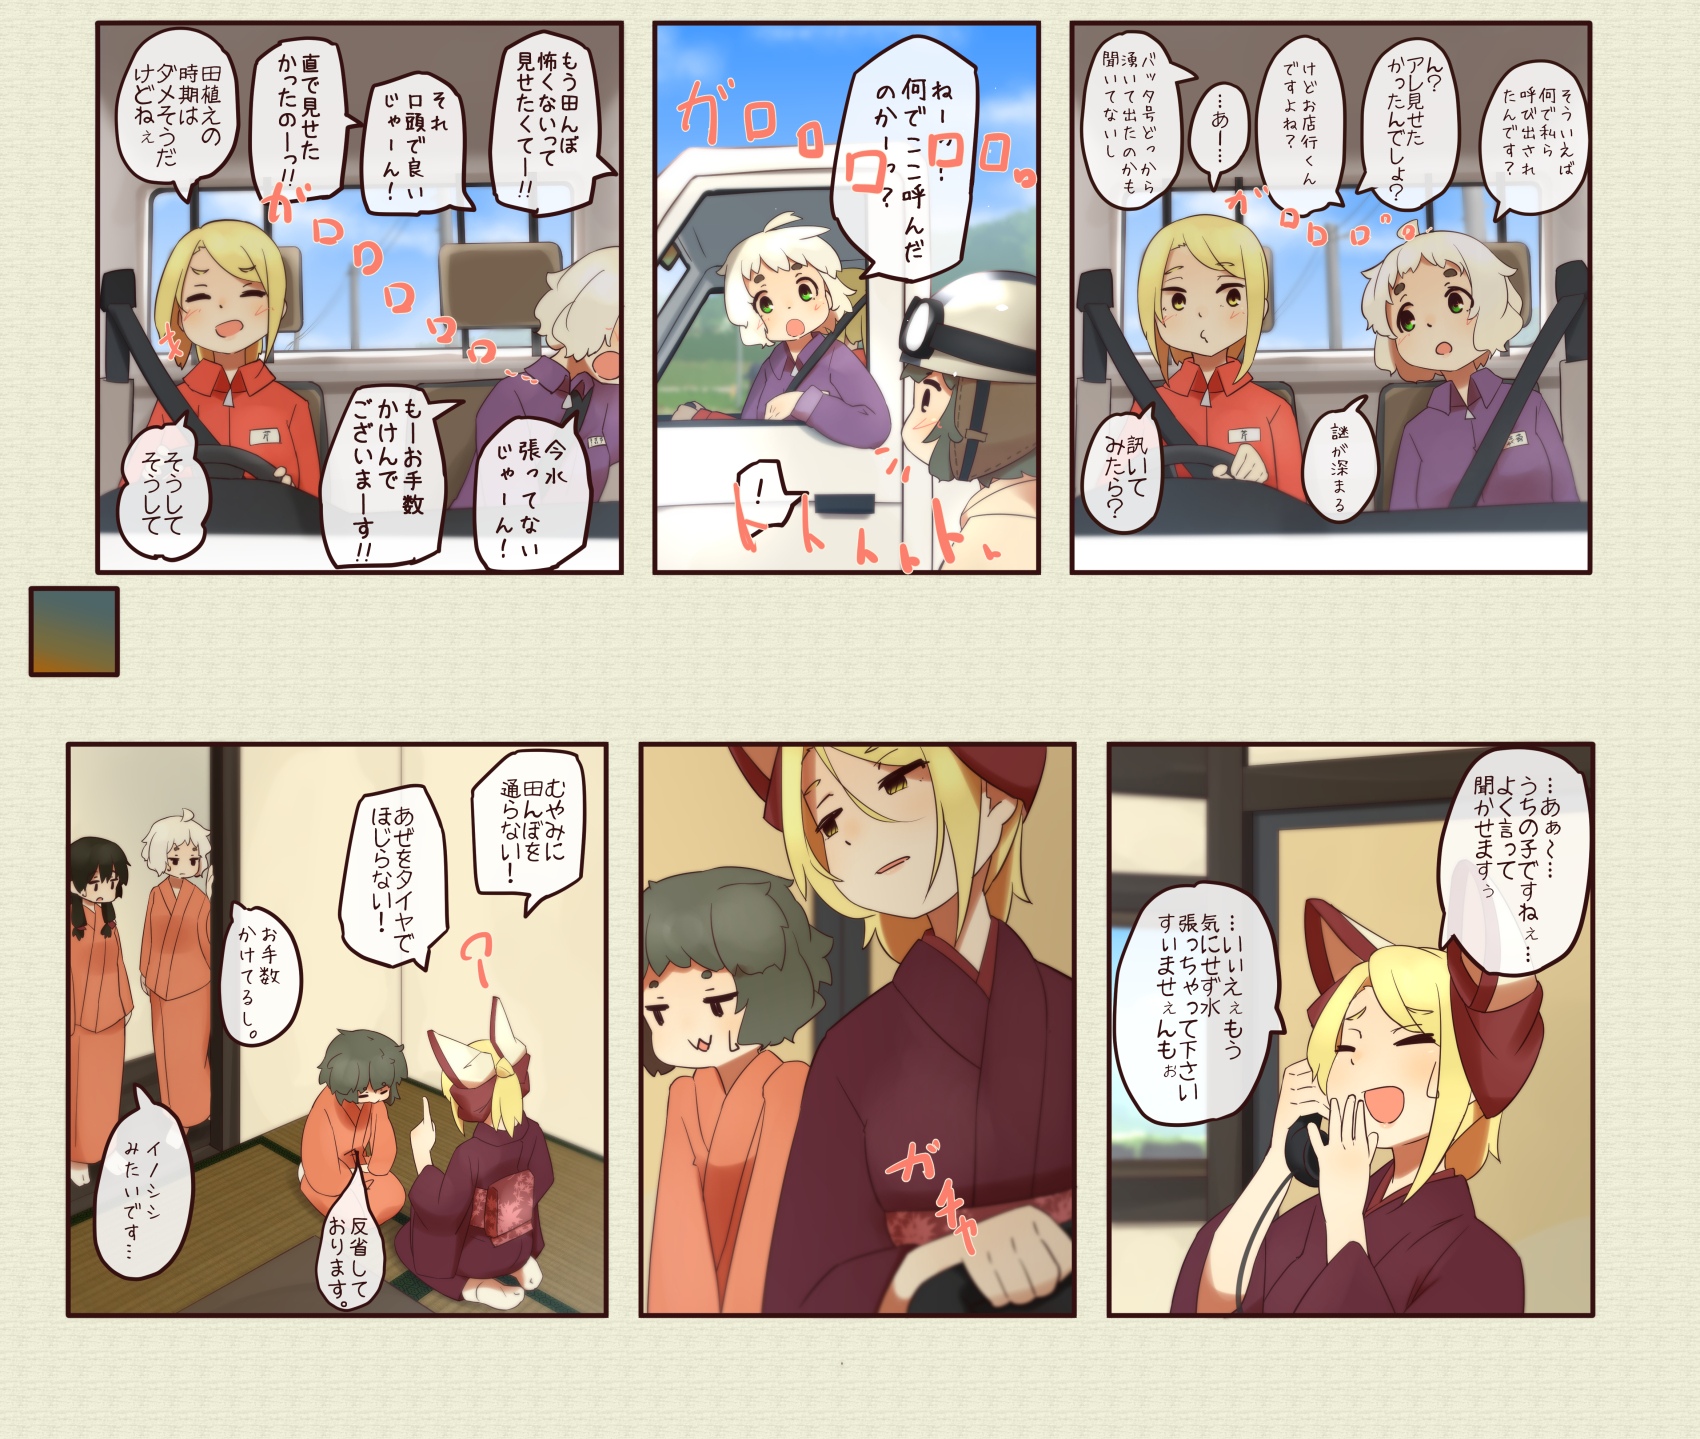 そういえば
何で私ら
呼び出され
たんです?
ん?
アレ見せた
かったんでしょ?
けどお店行くん
ですよね?
…あー…
バッタ号どっから
湧いて出たのかも
聞いてないし
ガロロロロ
謎が深まる
訊いて
みたら?
ねーっ!
何でここ呼んだ
のかーっ?
ガロロロロロロ
!
トトトトトト
もう田んぼ
怖くないって
見せたくてー!!
それ
口頭で良い
じゃーん!
直で見せた
かったのーっ!!
田植えの
時期は
ダメそうだ
けどねぇ
ガロロロロロ
今水
張ってない
じゃーん!
もーお手数
かけんで
ございまーす!!
そうして
そうして
…あぁ〜…
うちの子ですねぇ…
よく言って
聞かせますぅ
…いいえぇもう
気にせず水
張っちゃって下さい
すいませぇんもぉ
ガチャ
むやみに
田んぼを
通らない!
あぜをタイヤで
ほじらない!
お手数
かけてるし。
イノシシ
みたいです…
反省して
おります。